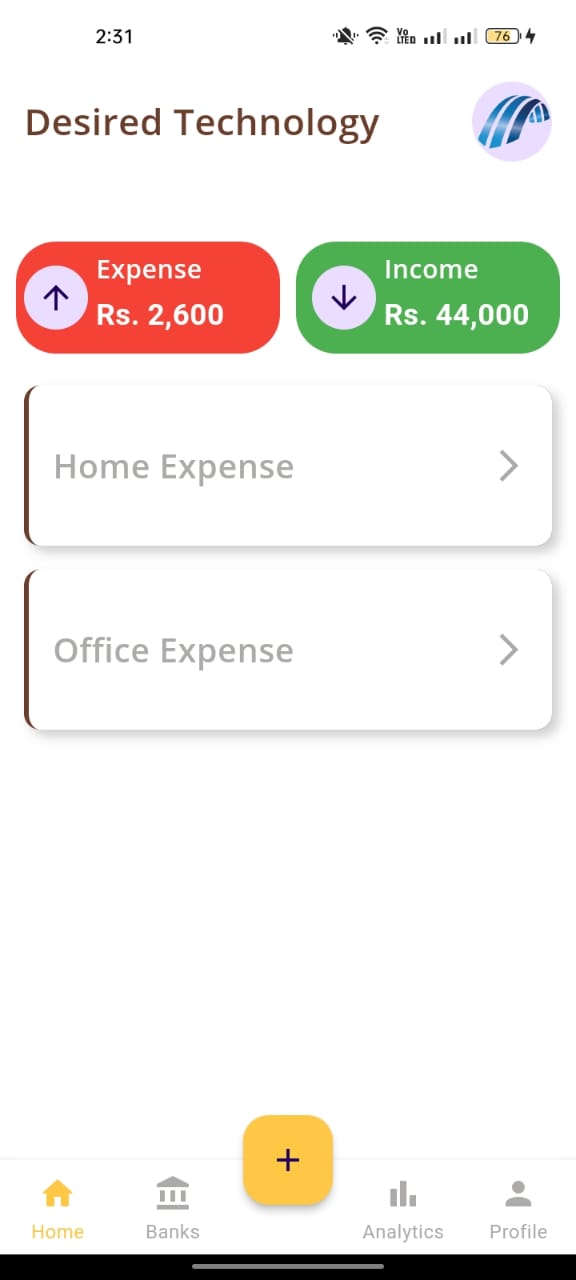 2:31
Vo
LTED
76
Desired Technology
Expense
Income
Rs. 2,600
Rs. 44,000
Home Expense
Office Expense
+
Home
Banks
Analytics
Profile